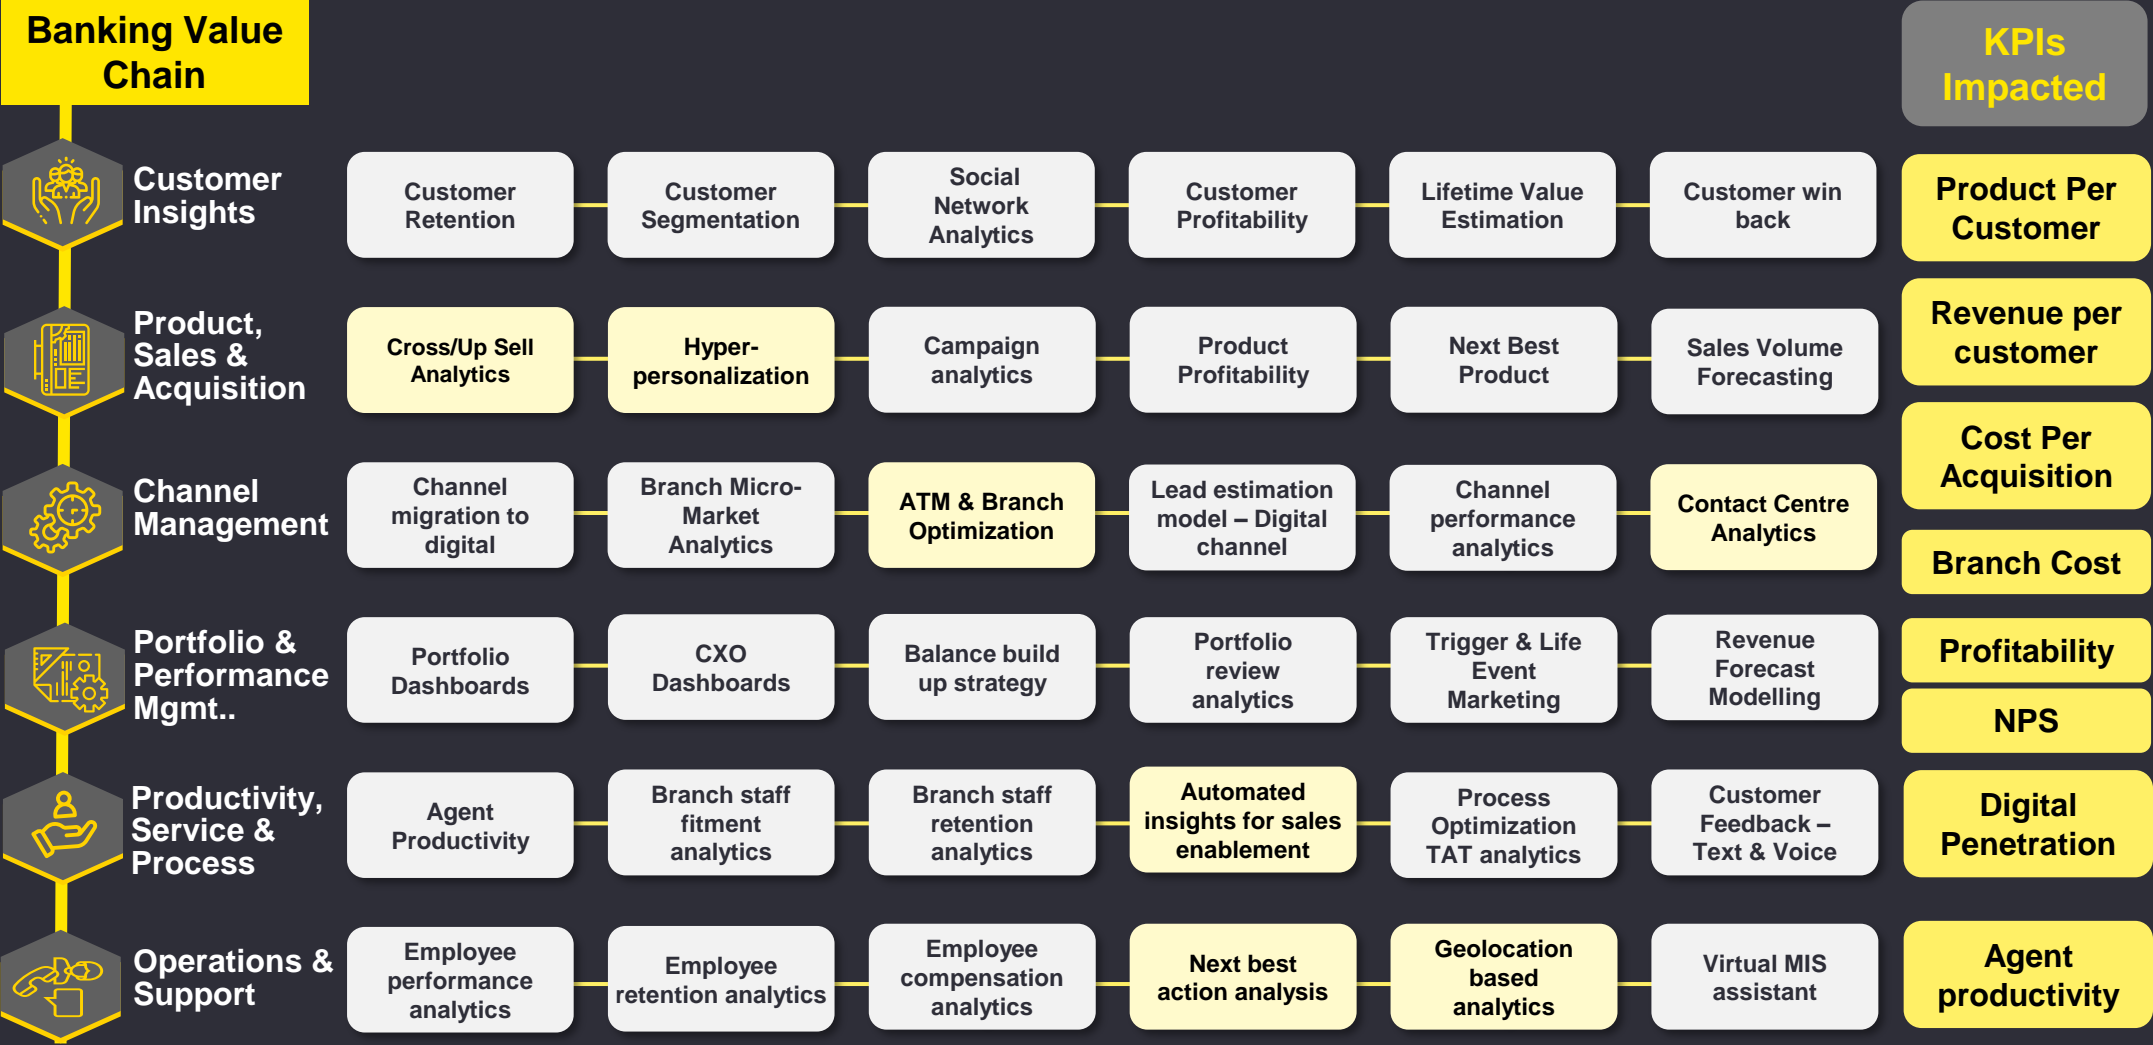 Banking Value
Chain
KPIs
Impacted
Customer
Insights
Customer
Retention
Customer
Segmentation
Social
Network
Analytics
Customer
Profitability
Lifetime Value
Estimation
Customer win
back
Product Per
Customer
Product,
Sales &
Acquisition
Cross/Up Sell
Analytics
Hyper-
personalization
Campaign
analytics
Product
Profitability
Next Best
Product
Sales Volume
Forecasting
Revenue per
customer
Cost Per
Acquisition
Channel
Management
Channel
migration to
digital
Branch Micro-
Market
Analytics
ATM & Branch
Optimization
Lead estimation
model – Digital
channel
Channel
performance
analytics
Contact Centre
Analytics
Branch Cost
Portfolio &
Performance
Mgmt..
Portfolio
Dashboards
CXO
Dashboards
Balance build
up strategy
Portfolio
review
analytics
Trigger & Life
Event
Marketing
Revenue
Forecast
Modelling
Profitability
NPS
Productivity,
Service &
Process
Agent
Productivity
Branch staff
fitment
analytics
Branch staff
retention
analytics
Automated
insights for sales
enablement
Process
Optimization
TAT analytics
Customer
Feedback –
Text & Voice
Digital
Penetration
Operations &
Support
Employee
performance
analytics
Employee
retention analytics
Employee
compensation
analytics
Next best
action analysis
Geolocation
based
analytics
Virtual MIS
assistant
Agent
productivity